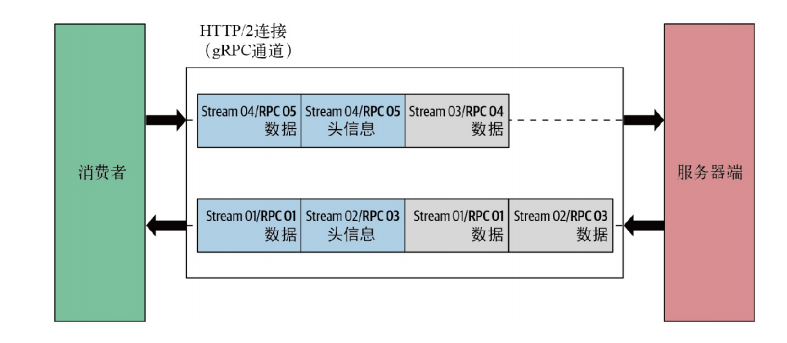 HTTP/2连接
（gRPC通道）
消费者
Stream 04/RPC 05
数据
Stream 04/RPC 05
头信息
Stream 03/RPC 04
数据
Stream 01/RPC 01
数据
Stream 02/RPC 03
头信息
Stream 01/RPC 01
数据
Stream 02/RPC 03
数据
服务器端